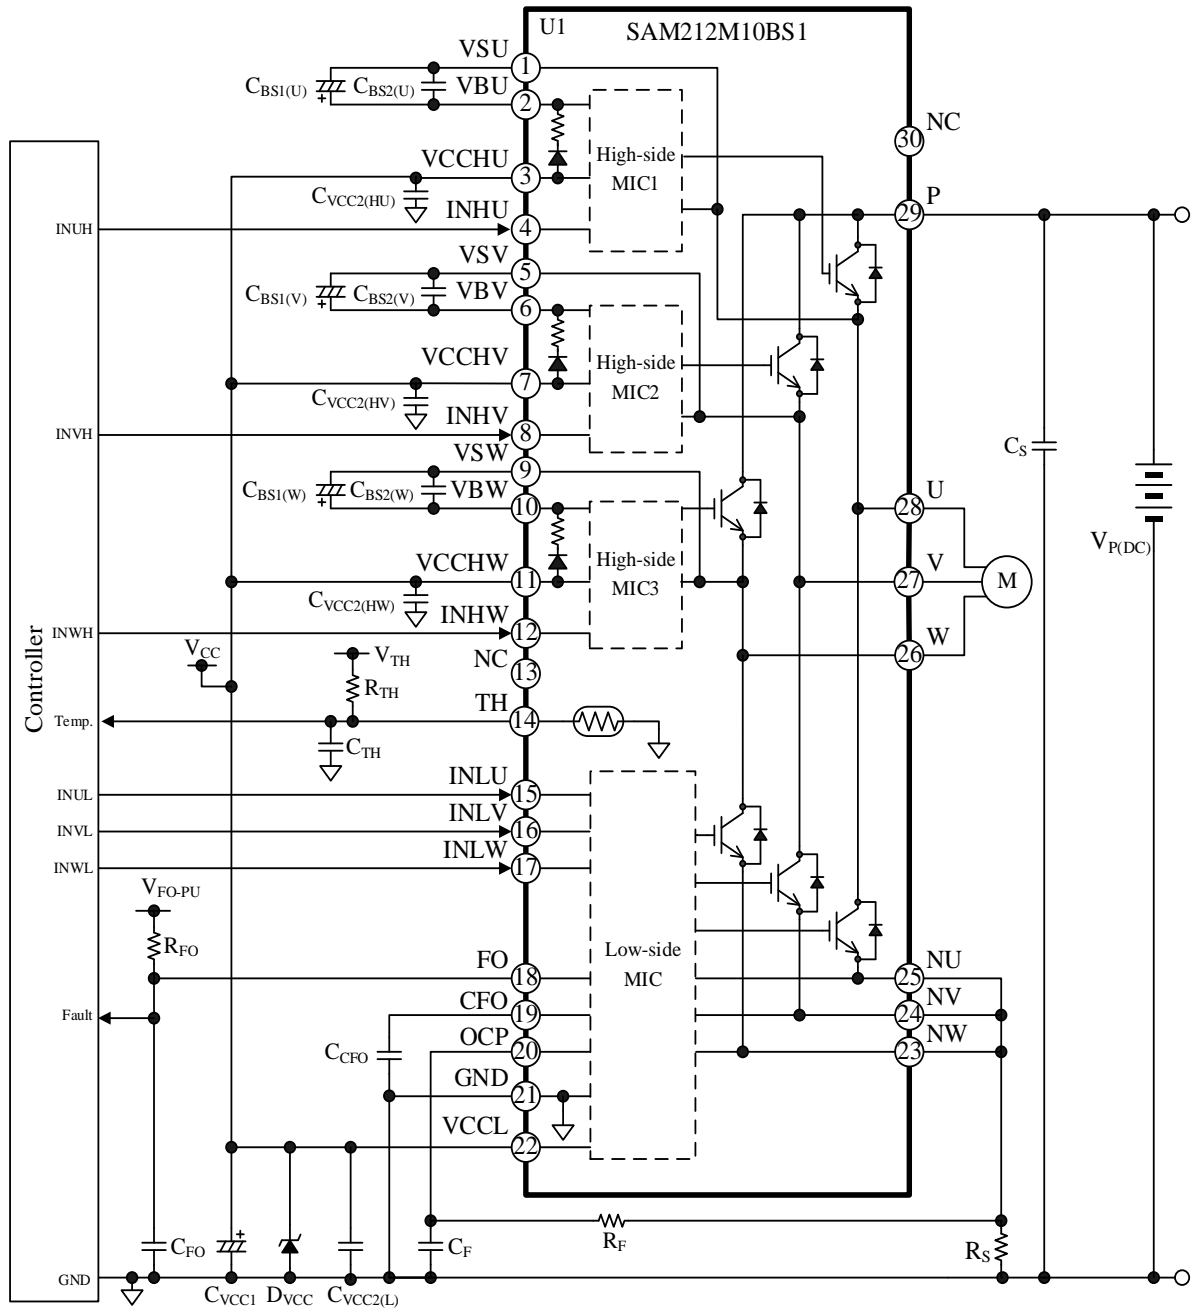 U1
SAM212M10BS1
VSU
1
CBS1(U)
+
CBS2(U)
VBU
2
NC
30
High-side
MIC1
VCCHU
3
CVCC2(HU)
P
29
INUH
INHU
4
VSV
5
CBS1(V)
+
CBS2(V)
VBV
6
High-side
MIC2
VCCHV
7
CVCC2(HV)
INVH
INHV
8
VSW
9
CS
CBS1(W)
+
CBS2(W)
VBW
10
U
28
VP(DC)
High-side
MIC3
VCCHW
11
V
27
M
CVCC2(HW)
INWH
INHW
12
W
26
Controller
VCC
VTH
NC
13
RTH
Temp.
TH
14
CTH
INUL
INLU
15
INVL
INLV
16
INWL
INLW
17
VFO-PU
RFO
Low-side
MIC
FO
18
NU
25
Fault
CFO
19
NV
24
OCP
20
NW
23
CCFO
GND
21
VCCL
22
RF
RS
CFO
+
CF
GND
CVCC1
DVCC
CVCC2(L)